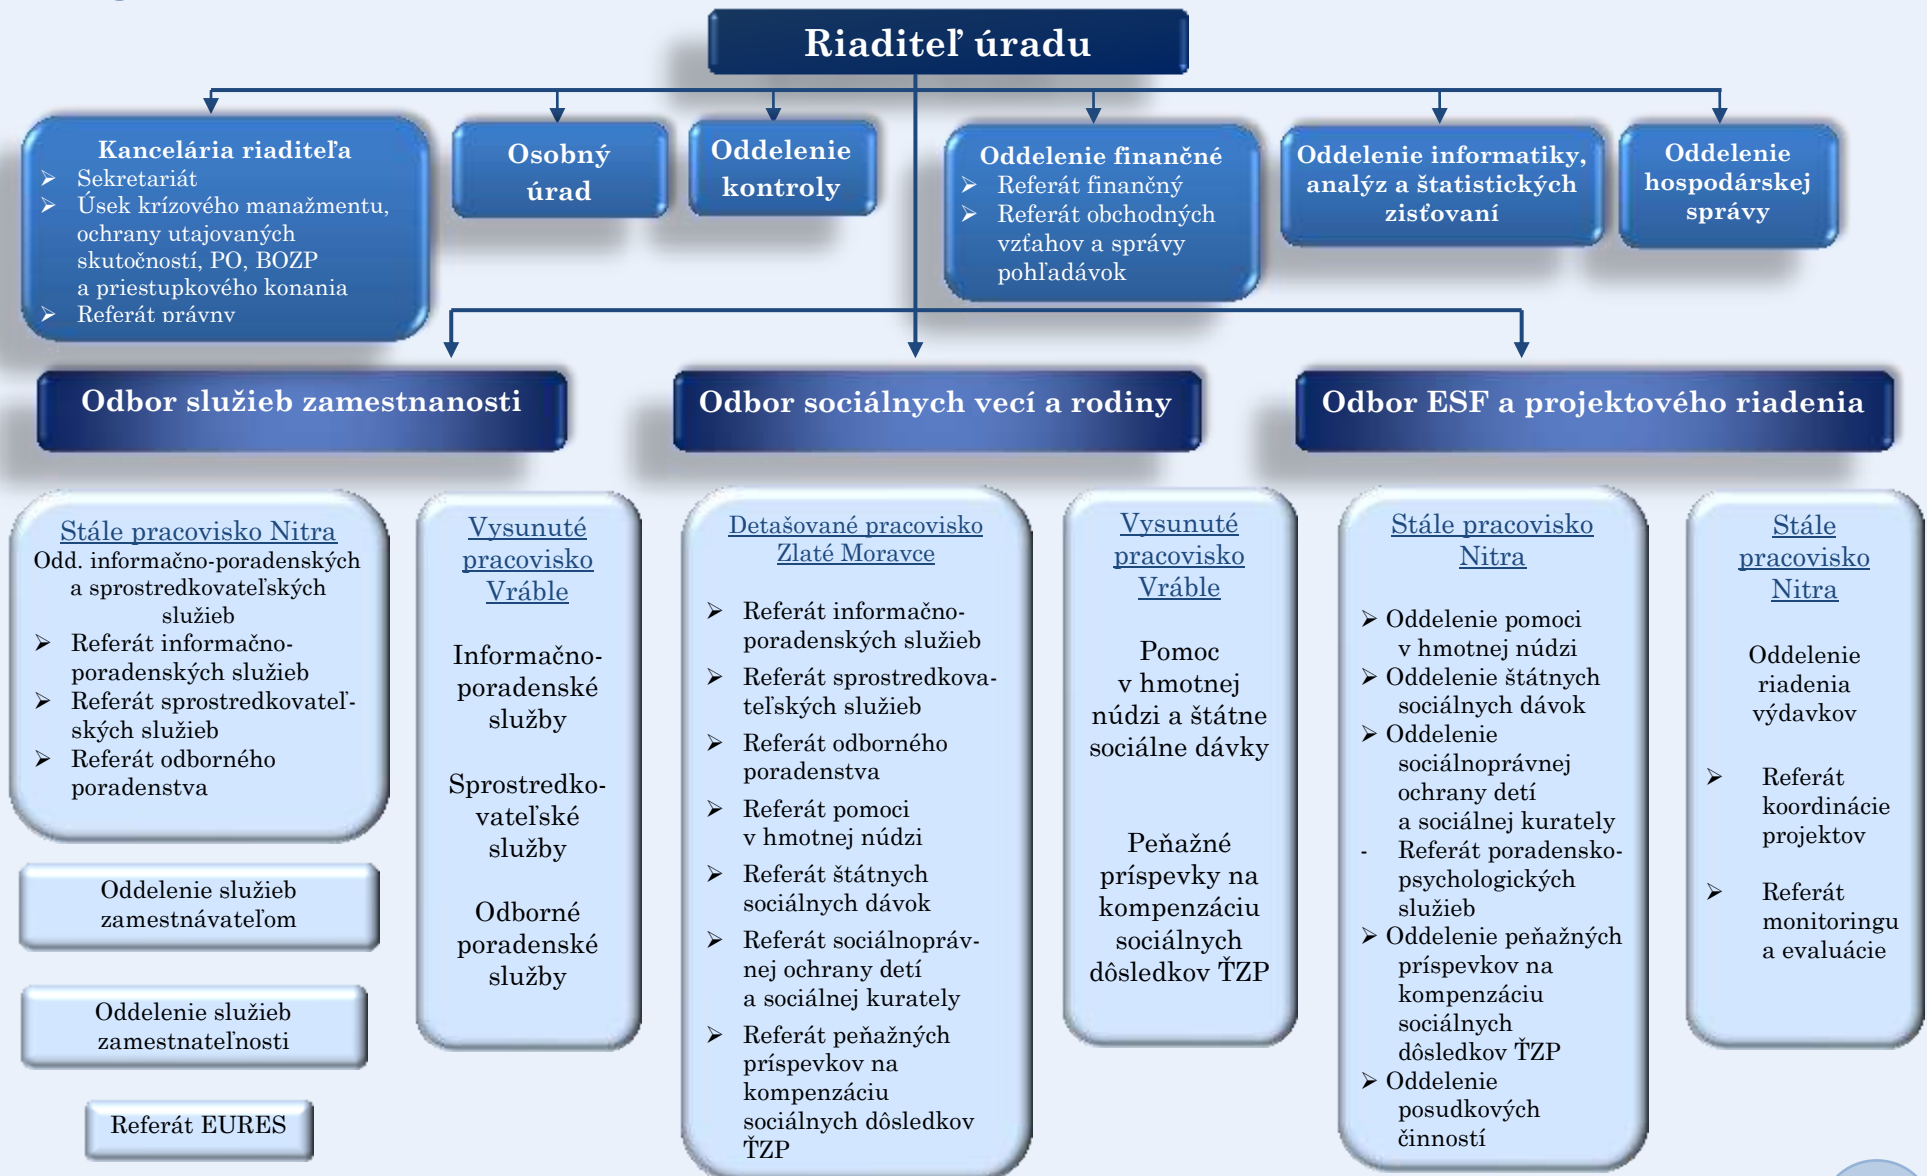 Riaditeľ úradu
Kancelária riaditeľa
➢ Sekretariát
➢ Úsek krízového manažmentu,
ochrany utajovaných
skutočností, PO, BOZP
a priestupkového konania
➢ Referát právny
Osobný
úrad
Oddelenie
kontroly
Oddelenie finančné
➢ Referát finančný
➢ Referát obchodných
vzťahov a správy
pohľadávok
Oddelenie informatiky,
analýz a štatistických
zisťovaní
Oddelenie
hospodárskej
správy
Odbor služieb zamestnanosti
Odbor sociálnych vecí a rodiny
Odbor ESF a projektového riadenia
Stále pracovisko Nitra
Odd. informačno-poradenských
a sprostredkovateľských
služieb
➢ Referát informačno-
poradenských služieb
➢ Referát sprostredkovateľ-
ských služieb
➢ Referát odborného
poradenstva
Oddelenie služieb
zamestnávateľom
Oddelenie služieb
zamestnateľnosti
Referát EURES
Vysunuté
pracovisko
Vráble
Informačno-
poradenské
služby
Sprostredko-
vateľské
služby
Odborné
poradenské
služby
Detašované pracovisko
Zlaté Moravce
➢ Referát informačno-
poradenských služieb
➢ Referát sprostredkova-
teľských služieb
➢ Referát odborného
poradenstva
➢ Referát pomoci
v hmotnej núdzi
➢ Referát štátnych
sociálnych dávok
➢ Referát sociálnopráv-
nej ochrany detí
a sociálnej kurately
➢ Referát peňažných
príspevkov na
kompenzáciu
sociálnych dôsledkov
ŤZP
Vysunuté
pracovisko
Vráble
Pomoc
v hmotnej
núdzi a štátne
sociálne dávky
Peňažné
príspevky na
kompenzáciu
sociálnych
dôsledkov ŤZP
Stále pracovisko
Nitra
➢ Oddelenie pomoci
v hmotnej núdzi
➢ Oddelenie štátnych
sociálnych dávok
➢ Oddelenie
sociálnoprávnej
ochrany detí
a sociálnej kurately
- Referát poradensko-
psychologických
služieb
➢ Oddelenie peňažných
príspevkov na
kompenzáciu
sociálnych
dôsledkov ŤZP
➢ Oddelenie
posudkových
činností
Stále
pracovisko
Nitra
Oddelenie
riadenia
výdavkov
➢ Referát
koordinácie
projektov
➢ Referát
monitoringu
a evaluácie